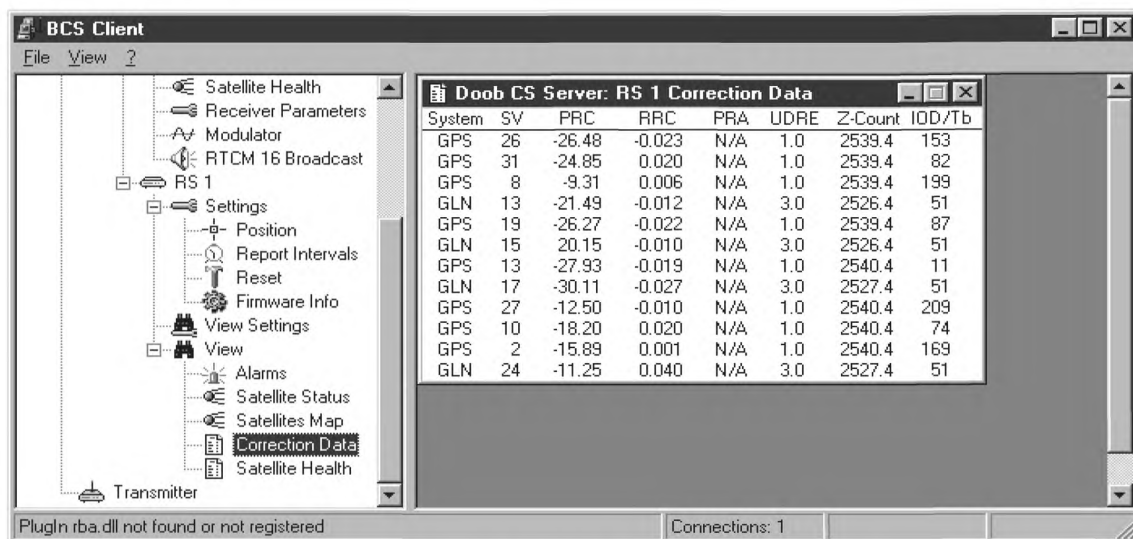 BCS Client
File View ?
Satellite Health
Receiver Parameters
Modulator
RTCM 16 Broadcast
RS 1
Settings
Position
Report Intervals
Reset
Firmware Info
View Settings
View
Alarms
Satellite Status
Satellites Map
Correction Data
Satellite Health
Transmitter
Doob CS Server: RS 1 Correction Data
System SV PRC RRC PRA UDRE Z-Count IOD/Tb
GPS 26 -26.48 -0.023 N/A 1.0 2539.4 153
GPS 31 -24.85 0.020 N/A 1.0 2539.4 82
GPS 8 -9.31 0.006 N/A 1.0 2539.4 199
GLN 13 -21.49 -0.012 N/A 3.0 2526.4 51
GPS 19 -26.27 -0.022 N/A 1.0 2539.4 87
GLN 15 20.15 -0.010 N/A 3.0 2526.4 51
GPS 13 -27.93 -0.019 N/A 1.0 2540.4 11
GLN 17 -30.11 -0.027 N/A 3.0 2527.4 51
GPS 27 -12.50 -0.010 N/A 1.0 2540.4 209
GPS 10 -18.20 0.020 N/A 1.0 2540.4 74
GPS 2 -15.89 0.001 N/A 1.0 2540.4 169
GLN 24 -11.25 0.040 N/A 3.0 2527.4 51
PlugIn rba.dll not found or not registered
Connections: 1